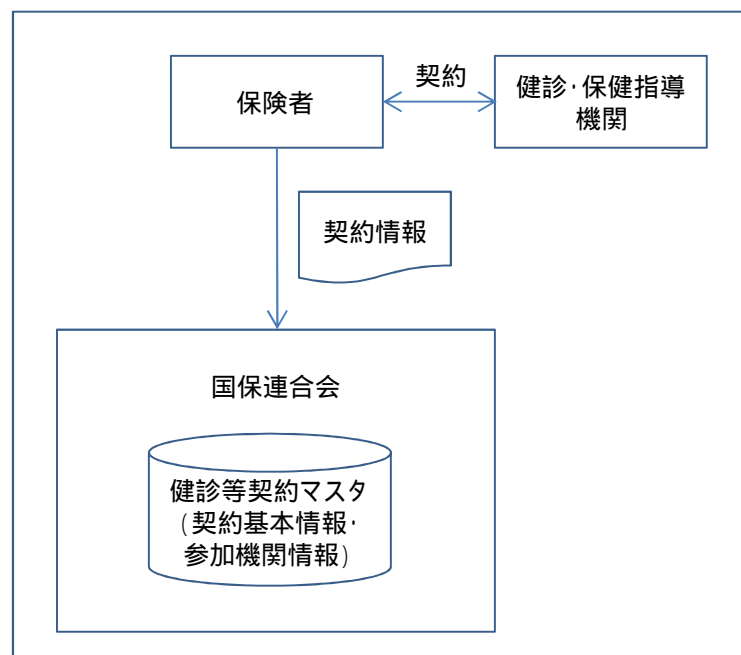 保険者
契約
健診・保健指導
機関
契約情報
国保連合会
健診等契約マスタ
(契約基本情報・
参加機関情報)